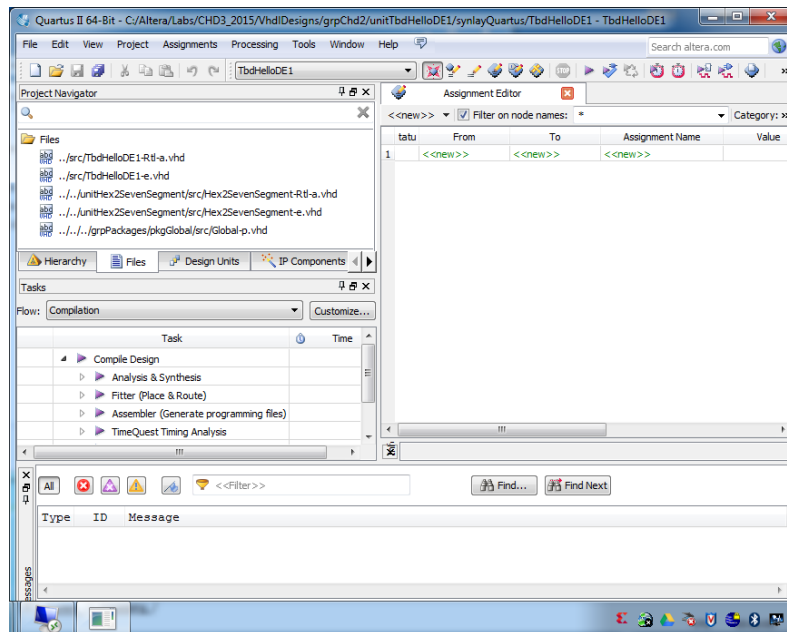 Quartus II 64-Bit - C:/Altera/Labs/CHD3_2015/VhdlDesigns/grpChd2/unitTbdHelloDE1/synlayQuartus/TbdHelloDE1 - TbdHelloDE1
File Edit View Project Assignments Processing Tools Window Help
Search altera.com
TbdHelloDE1
Project Navigator
Files
../src/TbdHelloDE1-Rtl-a.vhd
../src/TbdHelloDE1-e.vhd
../../unitHex2SevenSegment/src/Hex2SevenSegment-Rtl-a.vhd
../../unitHex2SevenSegment/src/Hex2SevenSegment-e.vhd
../../../grpPackages/pkgGlobal/src/Global-p.vhd
Hierarchy Files Design Units IP Components
Tasks
Flow: Compilation Customize...
Task Time
Compile Design
Analysis & Synthesis
Fitter (Place & Route)
Assembler (Generate programming files)
TimeQuest Timing Analysis
Assignment Editor
<<new>> Filter on node names: * Category:
tatu From To Assignment Name Value
1 <<new>> <<new>> <<new>>
All <<Filter>> Find... Find Next
Type ID Message
ssages